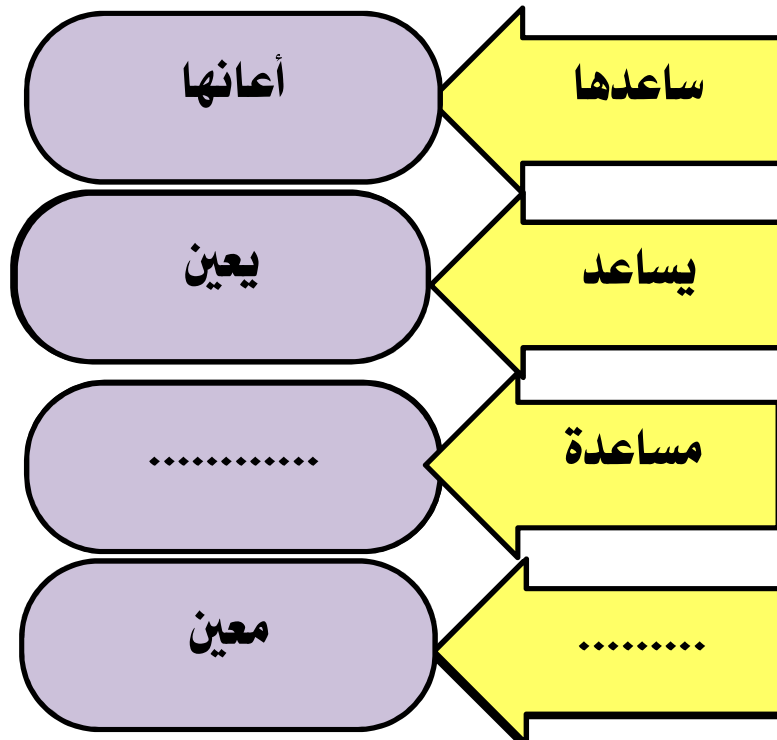 ساعدها
أعانها
يساعد
يعين
مساعدة
............
.........
معين